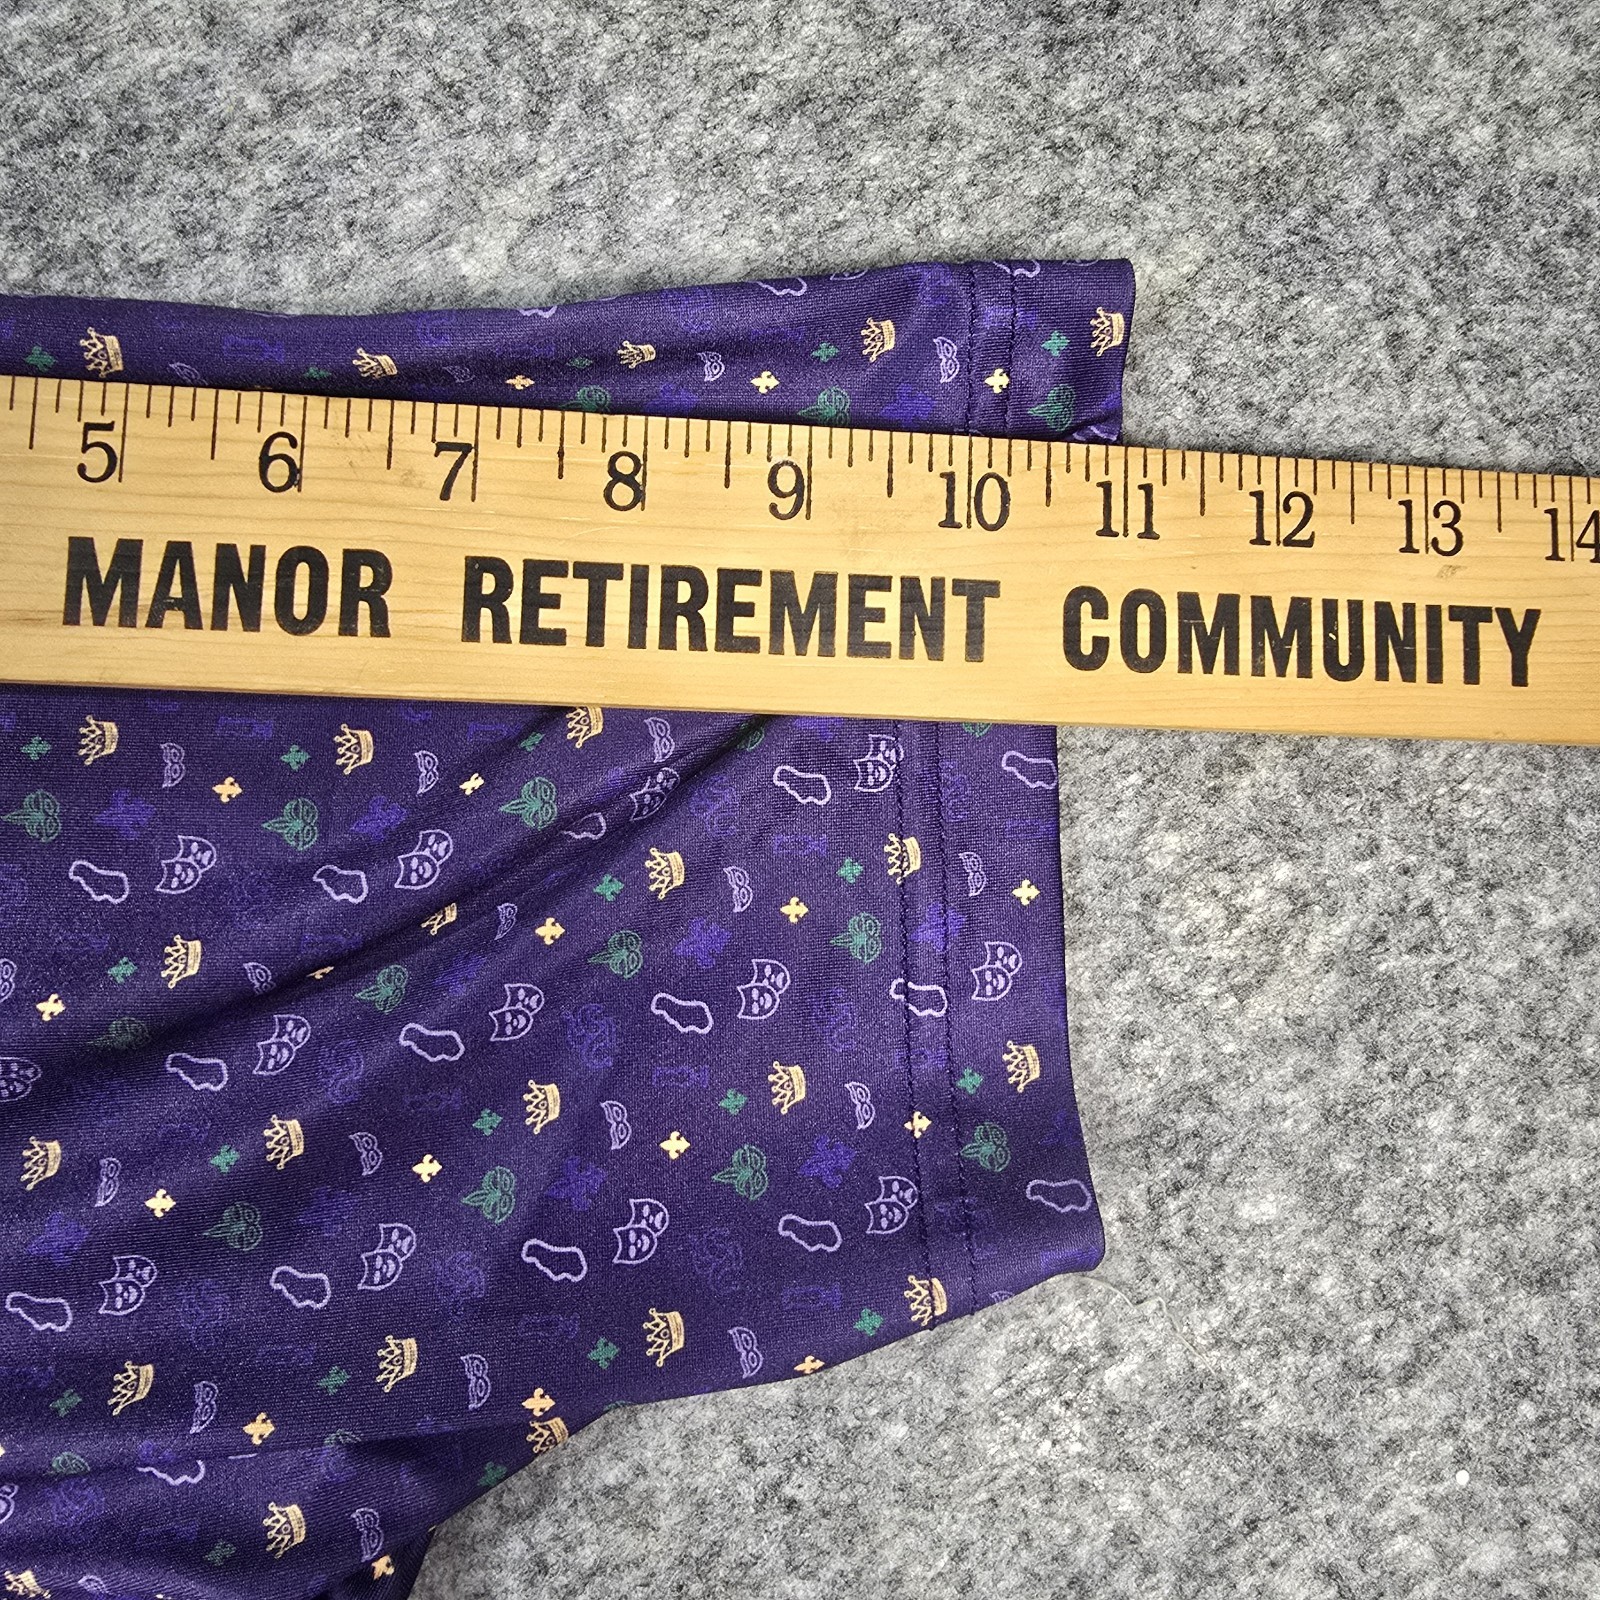 5 6 7 8 9 10 11 12 13 14
MANOR RETIREMENT COMMUNITY